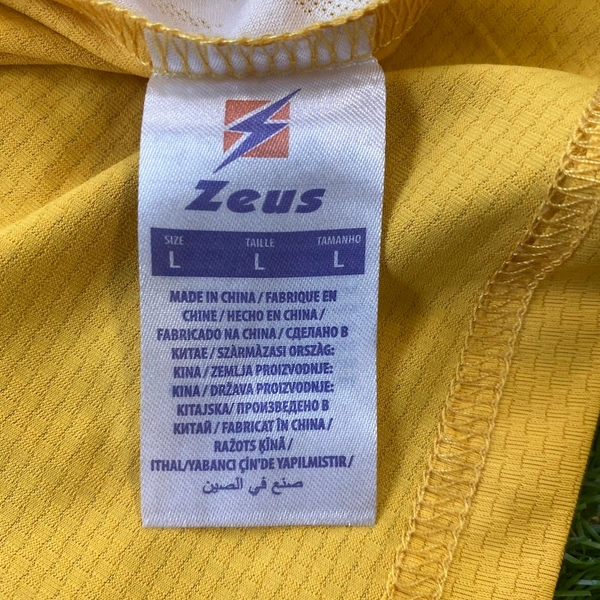 Zeus
SIZE TAILLE TAMANHO
L L L
MADE IN CHINA / FABRIQUE EN
CHINE / HECHO EN CHINA /
FABRICADO NA CHINA / СДЕЛАНО В
КИТАЕ / SZÀRMÀZASI ORSZÀG:
KINA / ZEMLJA PROIZVODNJE:
KINA / DRŽAVA PROIZVODNJE:
KITAJSKA/ ПРОИЗВЕДЕНО В
КИТАЙ / FABRICAT ÎN CHINA /
RAŽOTS ĶĪNĀ /
ITHAL/YABANCI ÇİN'DE YAPILMISTIR /
صنع في الصين